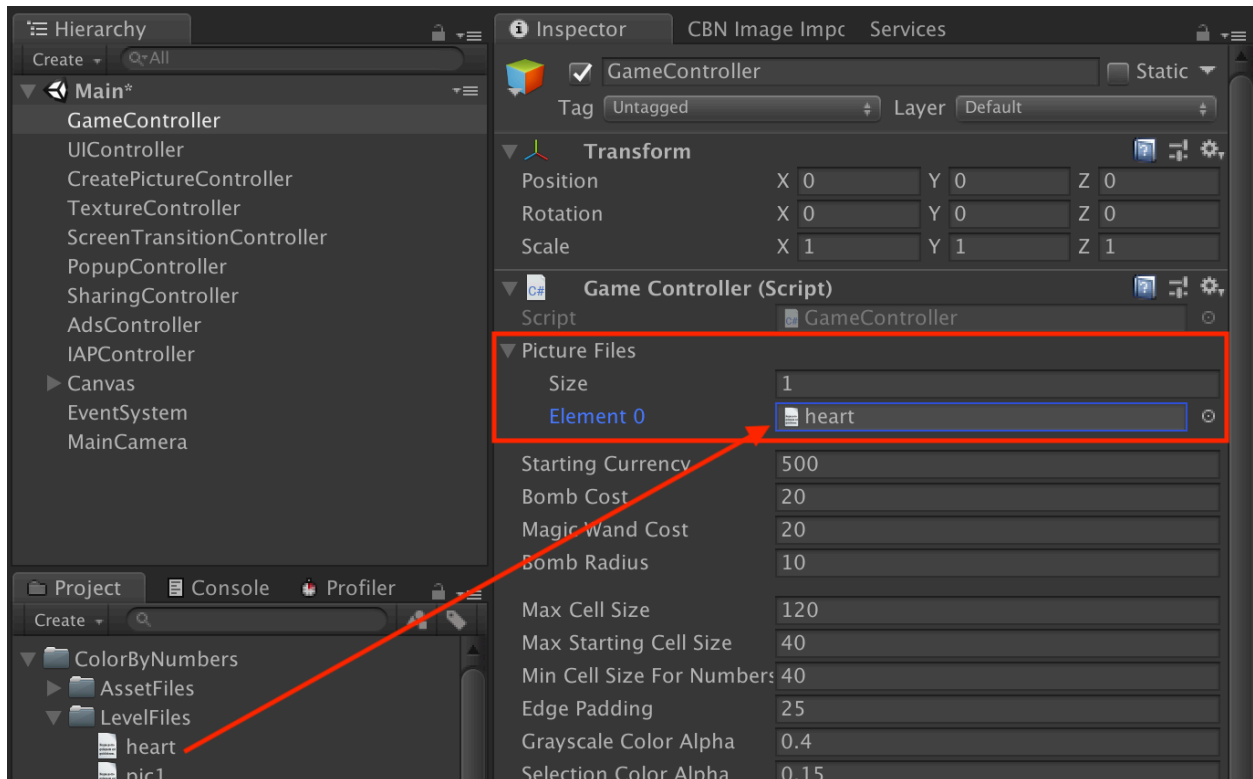 Hierarchy
Create
All
Main*
GameController
UIController
CreatePictureController
TextureController
ScreenTransitionController
PopupController
SharingController
AdsController
IAPController
Canvas
EventSystem
MainCamera
Project Console Profiler
Create
ColorByNumbers
AssetFiles
LevelFiles
heart
pic1
Inspector CBN Image Impc Services
GameController Static
Tag Untagged Layer Default
Transform
Position X 0 Y 0 Z 0
Rotation X 0 Y 0 Z 0
Scale X 1 Y 1 Z 1
C# Game Controller (Script)
Script GameController
Picture Files
Size 1
Element 0 heart
Starting Currency 500
Bomb Cost 20
Magic Wand Cost 20
Bomb Radius 10
Max Cell Size 120
Max Starting Cell Size 40
Min Cell Size For Numbers 40
Edge Padding 25
Grayscale Color Alpha 0.4
Selection Color Alpha 0.15